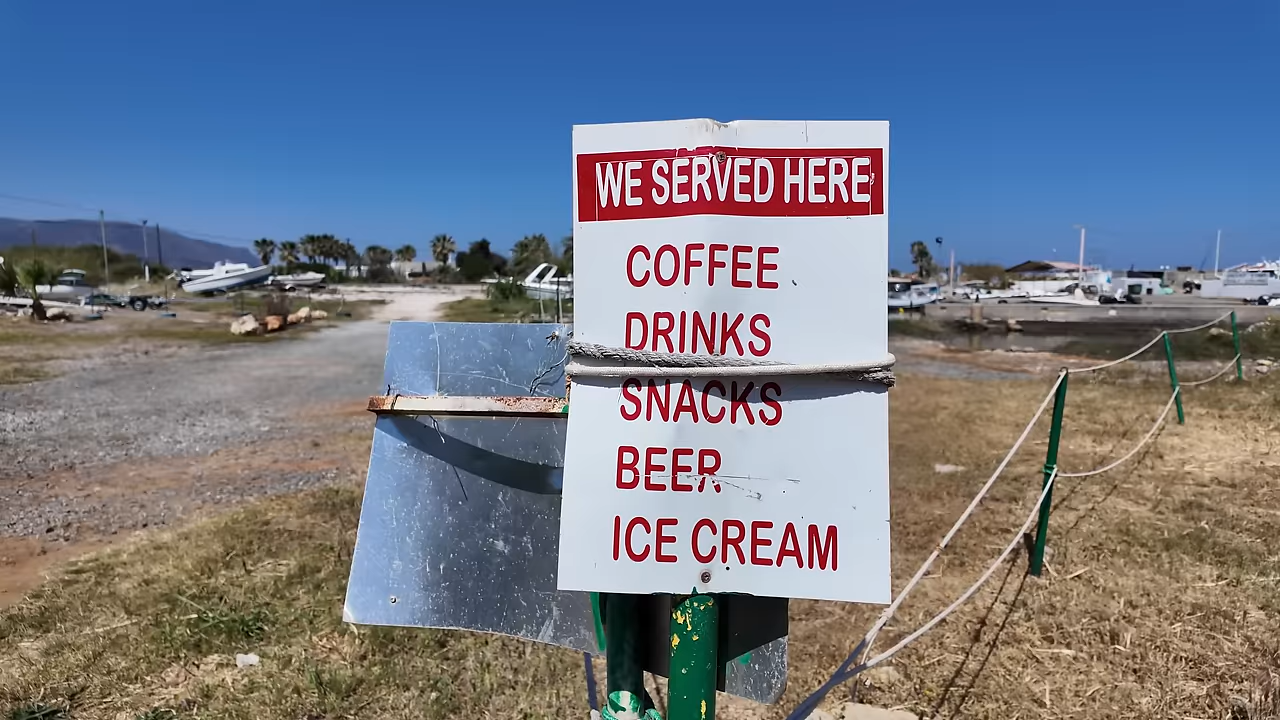 WE SERVED HERE
COFFEE
DRINKS
SNACKS
BEER
ICE CREAM